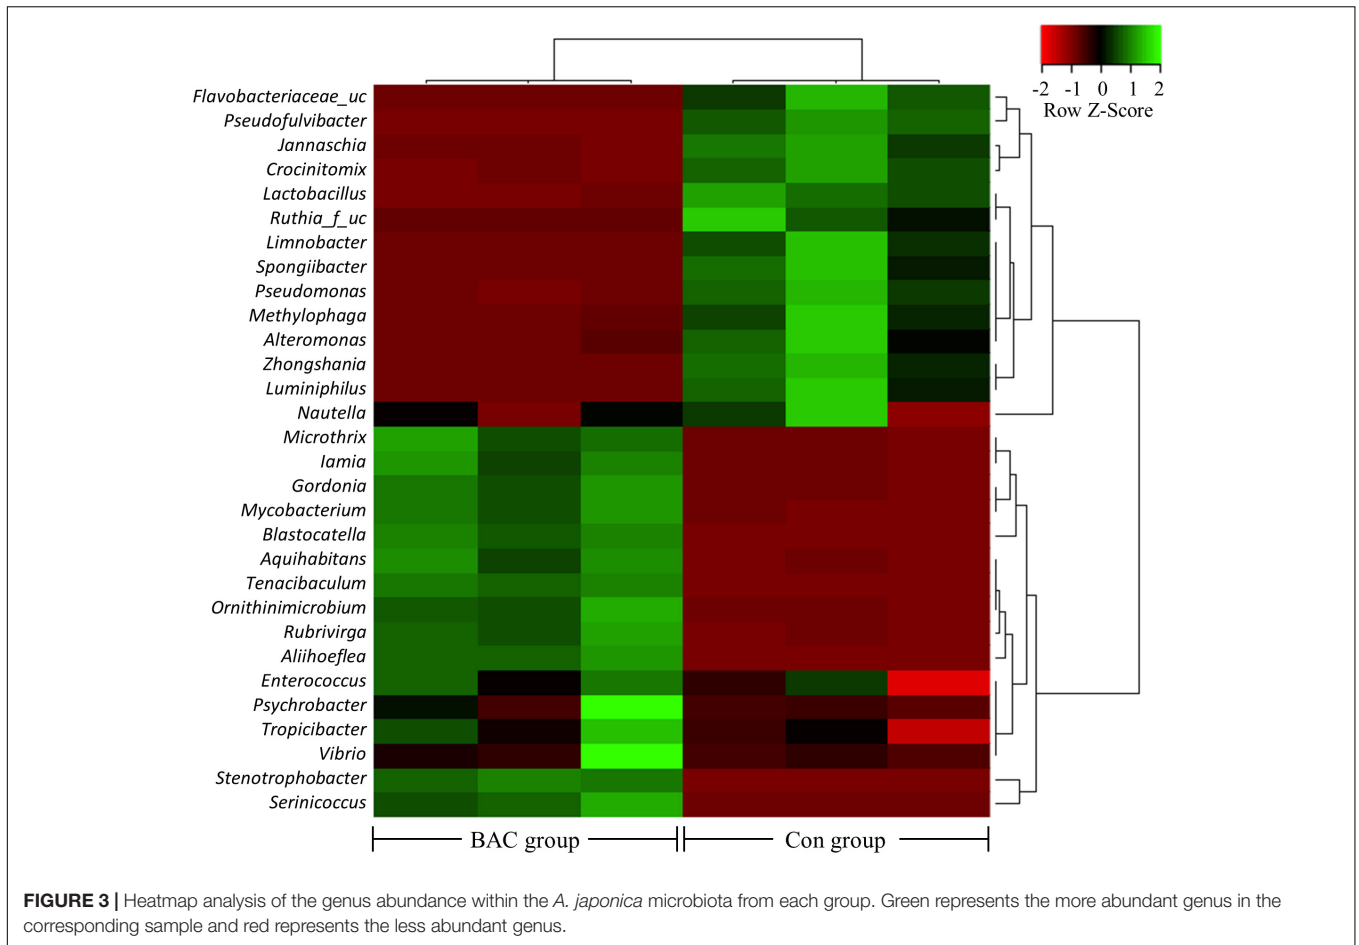 -2 -1 0 1 2
Row Z-Score
Flavobacteriaceae_uc
Pseudofulvibacter
Jannaschia
Crocinitomix
Lactobacillus
Ruthia_f_uc
Limnobacter
Spongiibacter
Pseudomonas
Methylophaga
Alteromonas
Zhongshania
Luminiphilus
Nautella
Microthrix
Iamia
Gordonia
Mycobacterium
Blastocatella
Aquihabitans
Tenacibaculum
Ornithinimicrobium
Rubrivirga
Aliihoeflea
Enterococcus
Psychrobacter
Tropicibacter
Vibrio
Stenotrophobacter
Serinicoccus
BAC group Con group
FIGURE 3 | Heatmap analysis of the genus abundance within the A. japonica microbiota from each group. Green represents the more abundant genus in the
corresponding sample and red represents the less abundant genus.